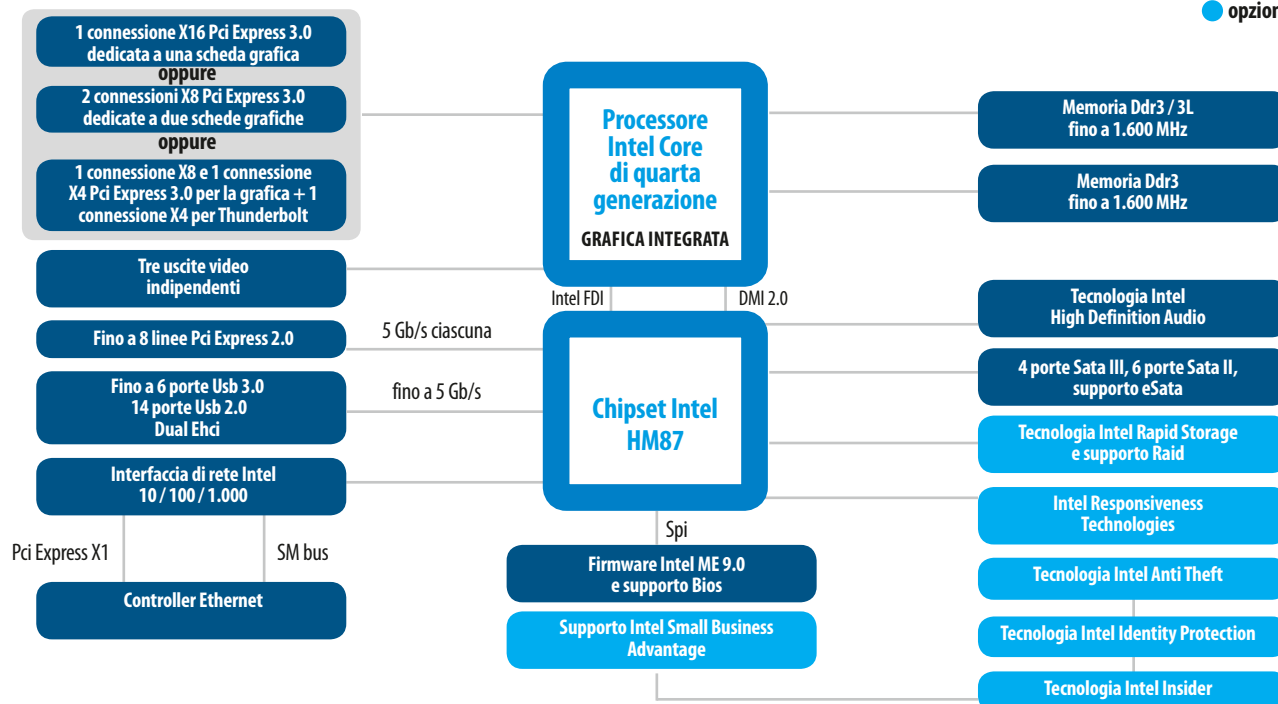 opzion
1 connessione X16 Pci Express 3.0
dedicata a una scheda grafica
oppure
2 connessioni X8 Pci Express 3.0
dedicate a due schede grafiche
oppure
1 connessione X8 e 1 connessione
X4 Pci Express 3.0 per la grafica + 1
connessione X4 per Thunderbolt
Tre uscite video
indipendenti
Fino a 8 linee Pci Express 2.0
5 Gb/s ciascuna
Fino a 6 porte Usb 3.0
14 porte Usb 2.0
Dual Ehci
fino a 5 Gb/s
Interfaccia di rete Intel
10 / 100 / 1.000
Pci Express X1
SM bus
Controller Ethernet
Processore
Intel Core
di quarta
generazione
GRAFICA INTEGRATA
Intel FDI
DMI 2.0
Chipset Intel
HM87
Spi
Firmware Intel ME 9.0
e supporto Bios
Supporto Intel Small Business
Advantage
Memoria Ddr3 / 3L
fino a 1.600 MHz
Memoria Ddr3
fino a 1.600 MHz
Tecnologia Intel
High Definition Audio
4 porte Sata III, 6 porte Sata II,
supporto eSata
Tecnologia Intel Rapid Storage
e supporto Raid
Intel Responsiveness
Technologies
Tecnologia Intel Anti Theft
Tecnologia Intel Identity Protection
Tecnologia Intel Insider